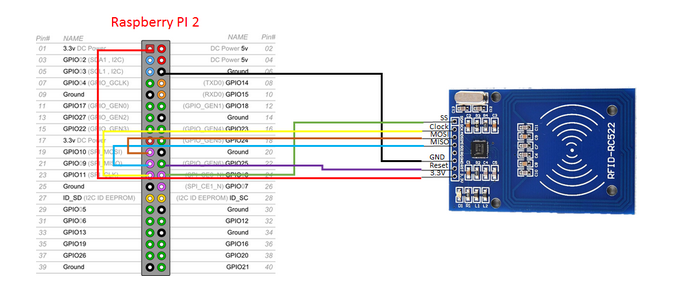 Raspberry PI 2
Pin# NAME NAME Pin#
01 3.3v DC Power DC Power 5v 02
03 GPIO02 (SDA1 , I2C) DC Power 5v 04
05 GPIO03 (SCL1 , I2C) Ground 06
07 GPIO04 (GPIO_GCLK) (TXD0) GPIO14 08
09 Ground (RXD0) GPIO15 10
11 GPIO17 (GPIO_GEN0) (GPIO_GEN1) GPIO18 12
13 GPIO27 (GPIO_GEN2) Ground 14
15 GPIO22 (GPIO_GEN3) (GPIO_GEN4) GPIO23 16
17 3.3v DC Power (GPIO_GEN5) GPIO24 18
19 GPIO10 (SPI_MOSI) Ground 20
21 GPIO09 (SPI_MISO) (GPIO_GEN6) GPIO25 22
23 GPIO11 24
25 Ground (SPI_CE1_N) GPIO07 26
27 ID_SD (I2C ID EEPROM) (I2C ID EEPROM) ID_SC 28
29 GPIO05 Ground 30
31 GPIO06 GPIO12 32
33 GPIO13 Ground 34
35 GPIO19 GPIO16 36
37 GPIO26 GPIO20 38
39 Ground GPIO21 40
SS
Clock
MOSI
MISO
GND
Reset
3.3V
RFID-RC522